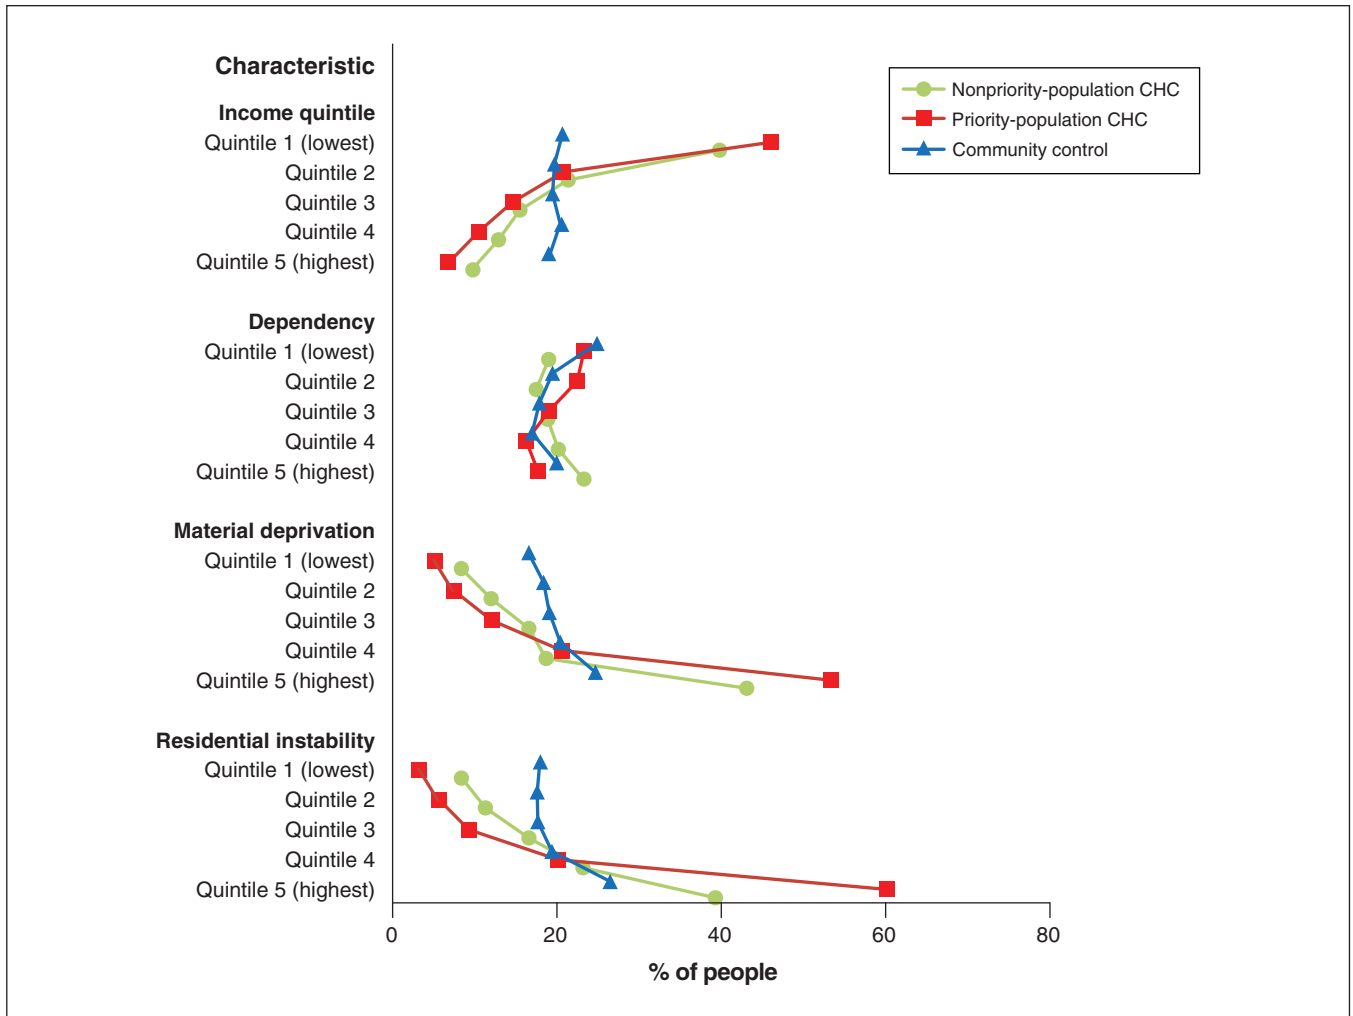 Characteristic
Income quintile
Quintile 1 (lowest)
Quintile 2
Quintile 3
Quintile 4
Quintile 5 (highest)
Dependency
Quintile 1 (lowest)
Quintile 2
Quintile 3
Quintile 4
Quintile 5 (highest)
Material deprivation
Quintile 1 (lowest)
Quintile 2
Quintile 3
Quintile 4
Quintile 5 (highest)
Residential instability
Quintile 1 (lowest)
Quintile 2
Quintile 3
Quintile 4
Quintile 5 (highest)
Nonpriority-population CHC
Priority-population CHC
Community control
0 20 40 60 80
% of people